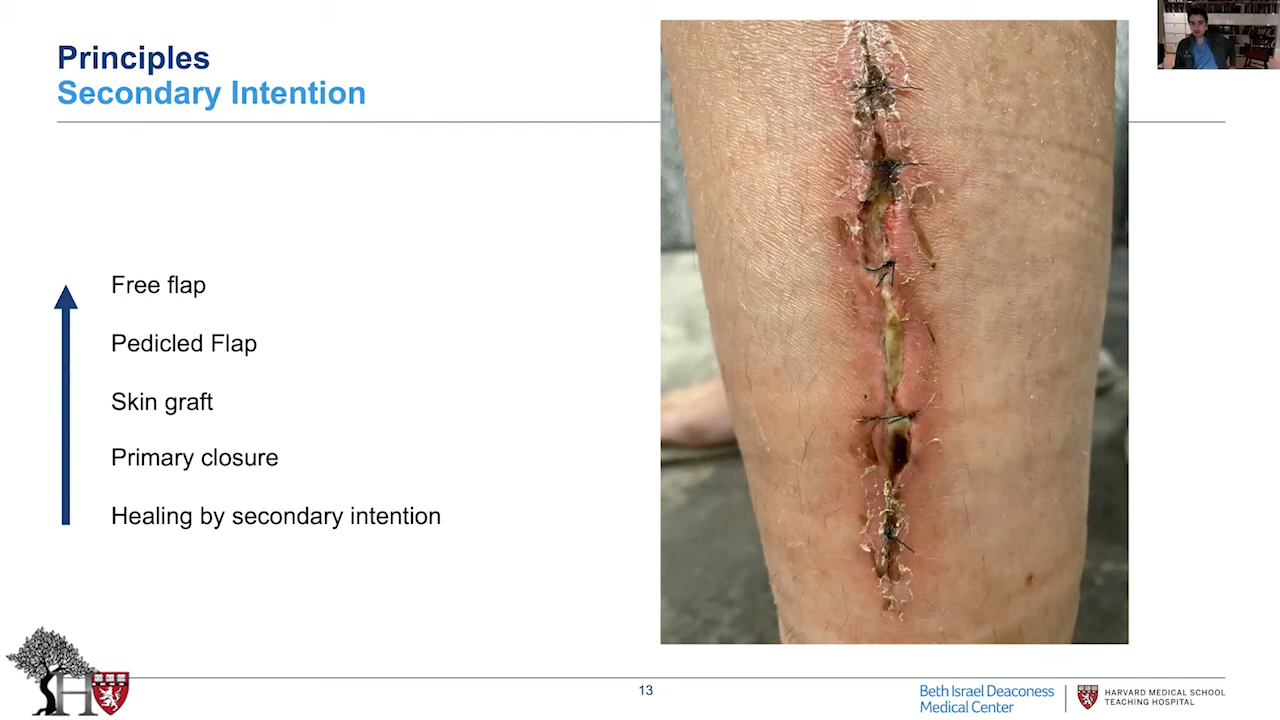 Principles
Secondary Intention
Free flap
Pedicled Flap
Skin graft
Primary closure
Healing by secondary intention
H
13
Beth Israel Deaconess
Medical Center
HARVARD MEDICAL SCHOOL
TEACHING HOSPITAL